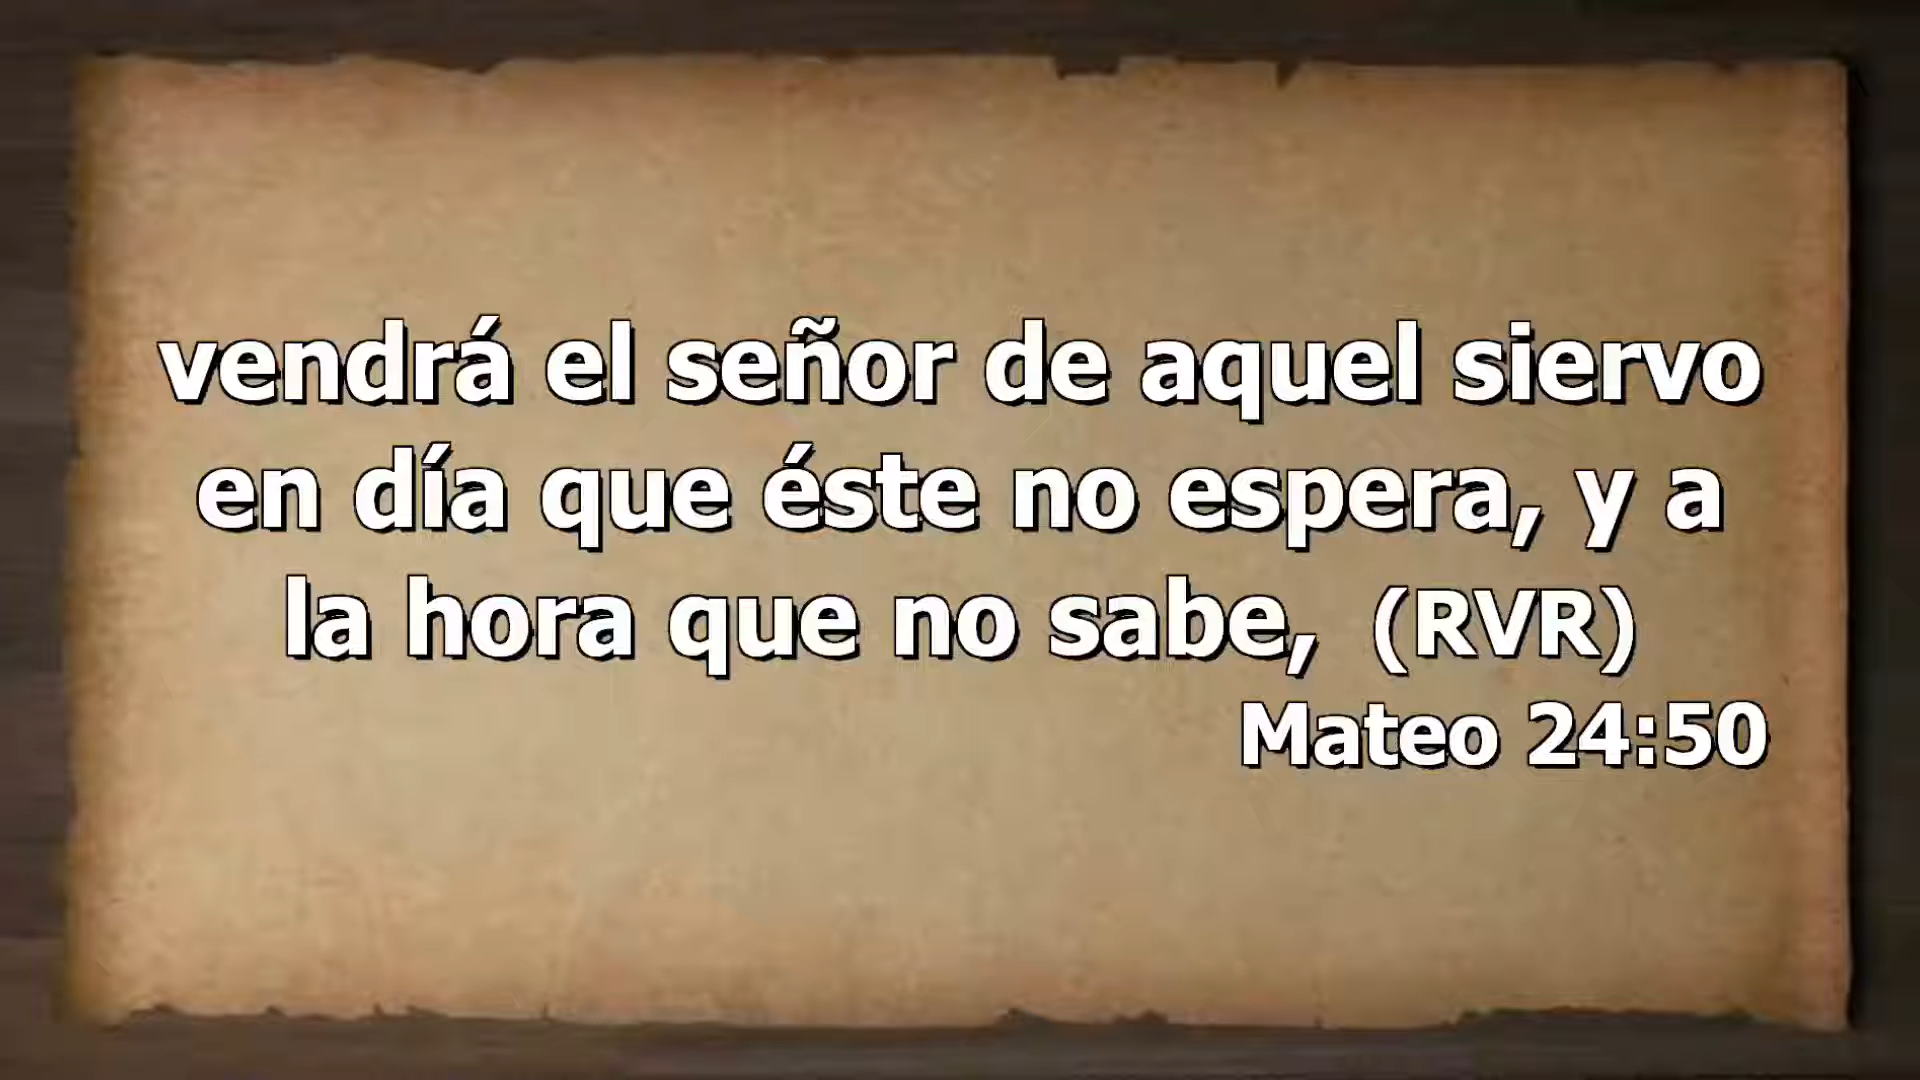 vendrá el señor de aquel siervo
en día que éste no espera, y a
la hora que no sabe, (RVR)
Mateo 24:50